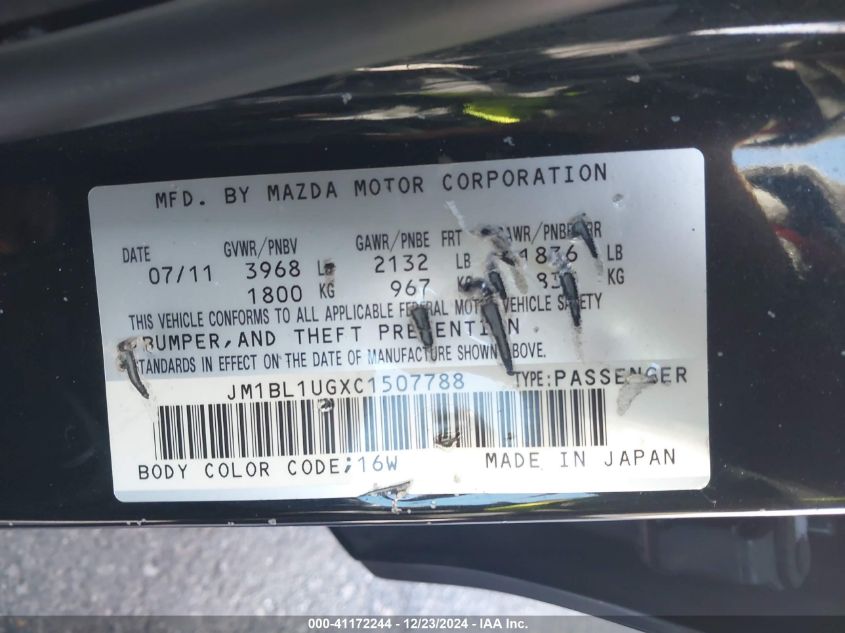 MFD. BY MAZDA MOTOR CORPORATION
DATE GVWR/PNBV GAWR/PNBE FRT RR
07/11 3968 LB 2132 LB 1836 LB
1800 KG 967 KG KG
THIS VEHICLE CONFORMS TO ALL APPLICABLE FEDERAL MOTOR VEHICLE SAFETY
BUMPER, AND THEFT PREVENTION
STANDARDS IN EFFECT ON THE DATE OF MANUFACTURE SHOWN ABOVE.
JM1BL1UGXC1507788 TYPE:PASSENGER
BODY COLOR CODE;16W MADE IN JAPAN
000-41172244 - 12/23/2024 - IAA Inc.